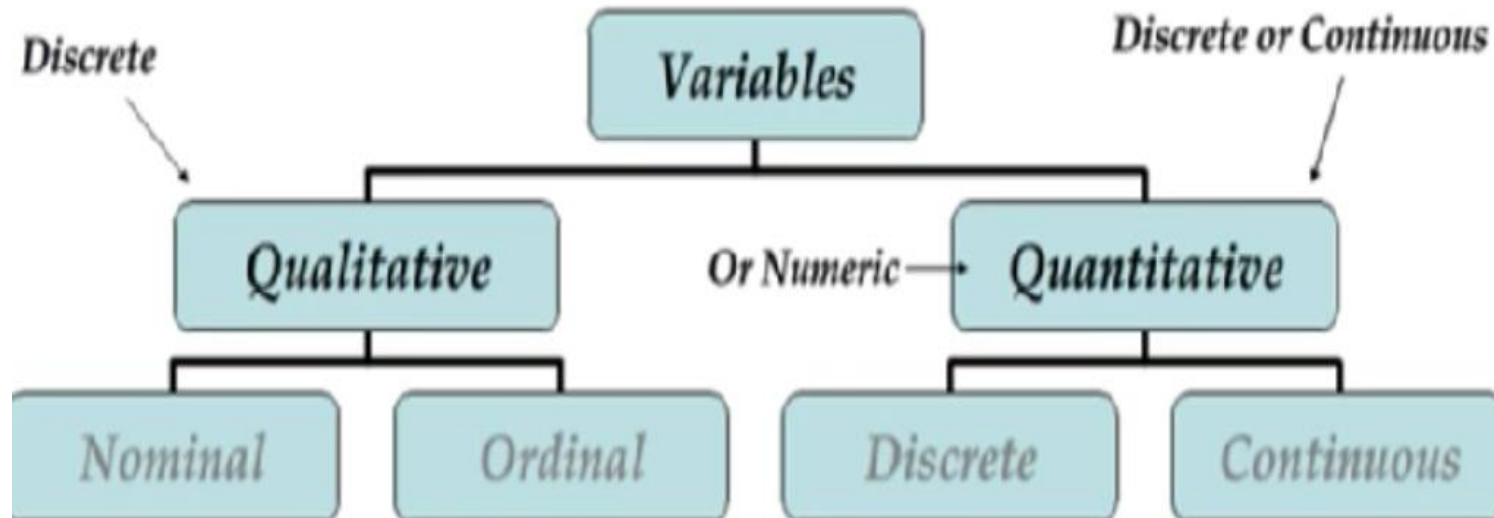 Discrete
Variables
Discrete or Continuous
Qualitative
Or Numeric
Quantitative
Nominal
Ordinal
Discrete
Continuous